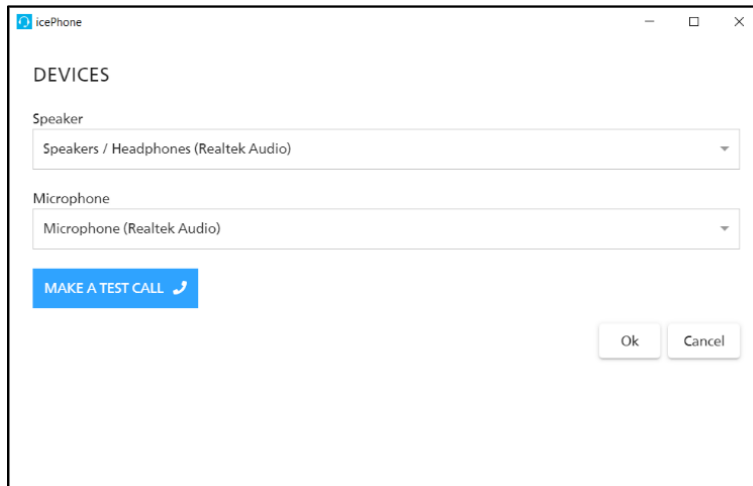 icePhone
DEVICES
Speaker
Speakers / Headphones (Realtek Audio)
Microphone
Microphone (Realtek Audio)
MAKE A TEST CALL
Ok Cancel